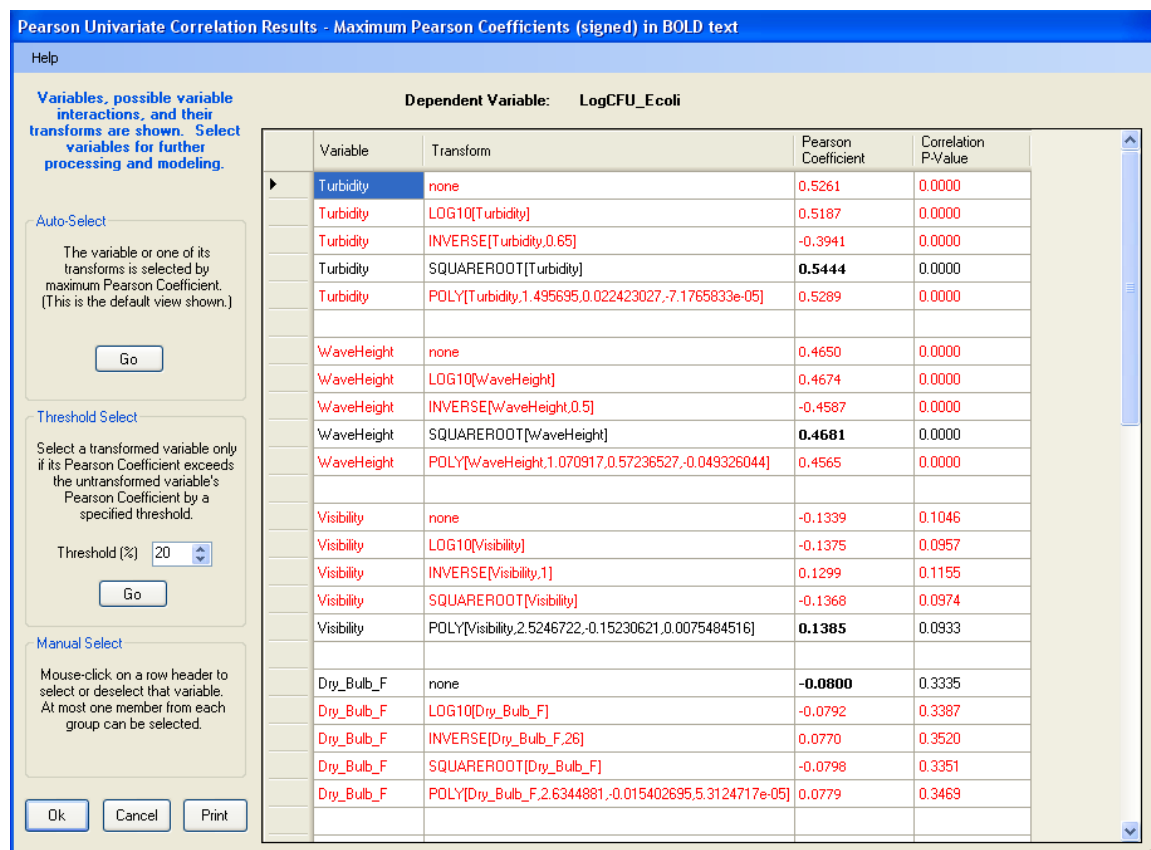 Pearson Univariate Correlation Results - Maximum Pearson Coefficients (signed) in BOLD text
Help
Variables, possible variable
interactions, and their
transforms are shown. Select
variables for further
processing and modeling.
Auto-Select
The variable or one of its
transforms is selected by
maximum Pearson Coefficient.
(This is the default view shown.)
Go
Threshold Select
Select a transformed variable only
if its Pearson Coefficient exceeds
the untransformed variable's
Pearson Coefficient by a
specified threshold.
Threshold (%) 20
Go
Manual Select
Mouse-click on a row header to
select or deselect that variable.
At most one member from each
group can be selected.
Ok Cancel Print
Dependent Variable: LogCFU_Ecoli
Variable Transform Pearson Coefficient Correlation P-Value
Turbidity none 0.5261 0.0000
Turbidity LOG10[Turbidity] 0.5187 0.0000
Turbidity INVERSE[Turbidity,0.65] -0.3941 0.0000
Turbidity SQUAREROOT[Turbidity] 0.5444 0.0000
Turbidity POLY[Turbidity,1.495695,0.022423027,-7.1765833e-05] 0.5289 0.0000
WaveHeight none 0.4650 0.0000
WaveHeight LOG10[WaveHeight] 0.4674 0.0000
WaveHeight INVERSE[WaveHeight,0.5] -0.4587 0.0000
WaveHeight SQUAREROOT[WaveHeight] 0.4681 0.0000
WaveHeight POLY[WaveHeight,1.070917,0.57236527,-0.049326044] 0.4565 0.0000
Visibility none -0.1339 0.1046
Visibility LOG10[Visibility] -0.1375 0.0957
Visibility INVERSE[Visibility,1] 0.1299 0.1155
Visibility SQUAREROOT[Visibility] -0.1368 0.0974
Visibility POLY[Visibility,2.5246722,-0.15230621,0.0075484516] 0.1385 0.0933
Dry_Bulb_F none -0.0800 0.3335
Dry_Bulb_F LOG10[Dry_Bulb_F] -0.0792 0.3387
Dry_Bulb_F INVERSE[Dry_Bulb_F,26] 0.0770 0.3520
Dry_Bulb_F SQUAREROOT[Dry_Bulb_F] -0.0798 0.3351
Dry_Bulb_F POLY[Dry_Bulb_F,2.6344881,-0.015402695,5.3124717e-05] 0.0779 0.3469